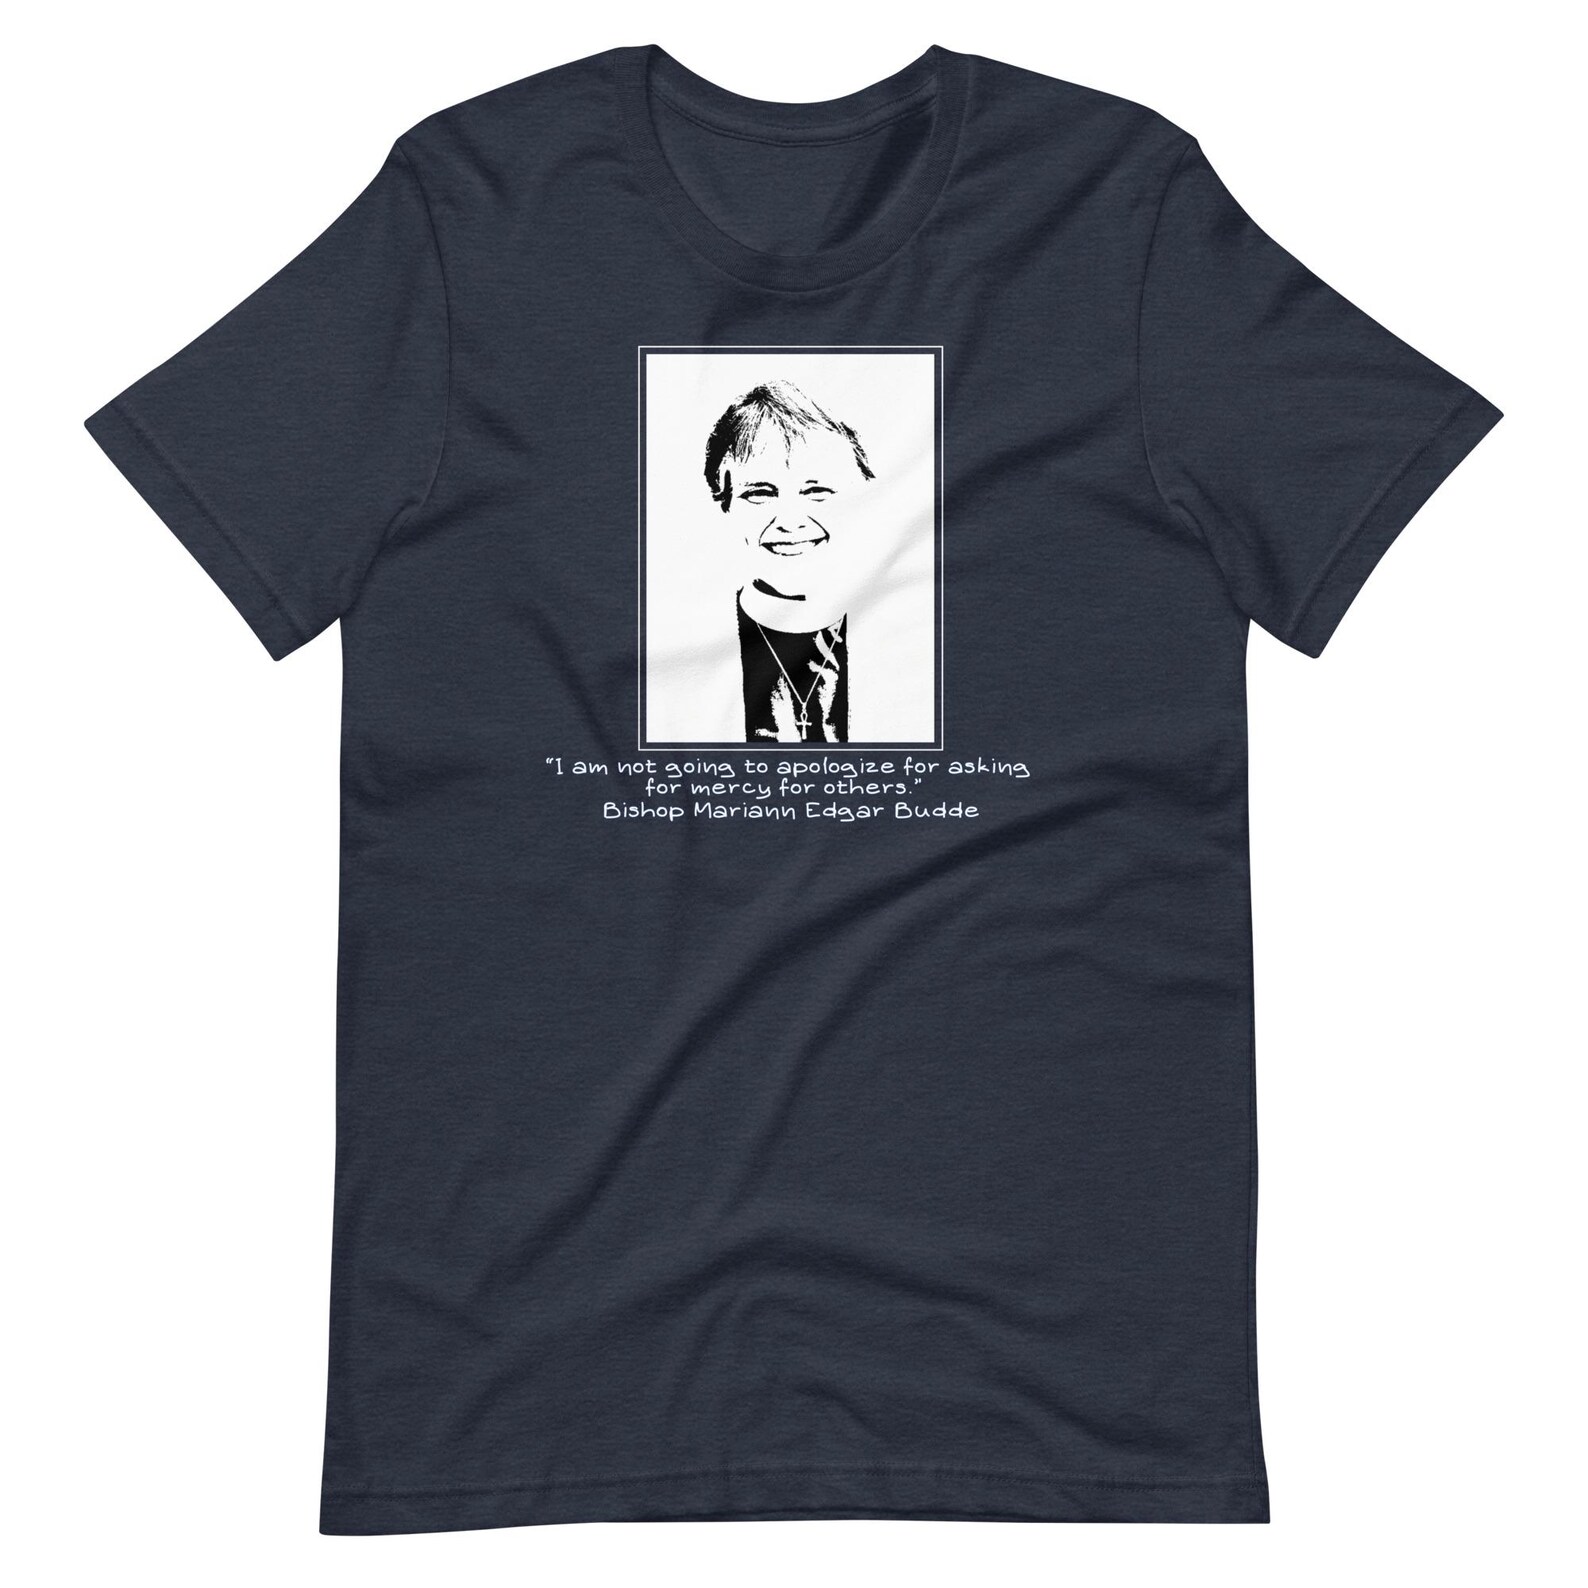 “I am not going to apologize for asking
for mercy for others.”
Bishop Mariann Edgar Budde